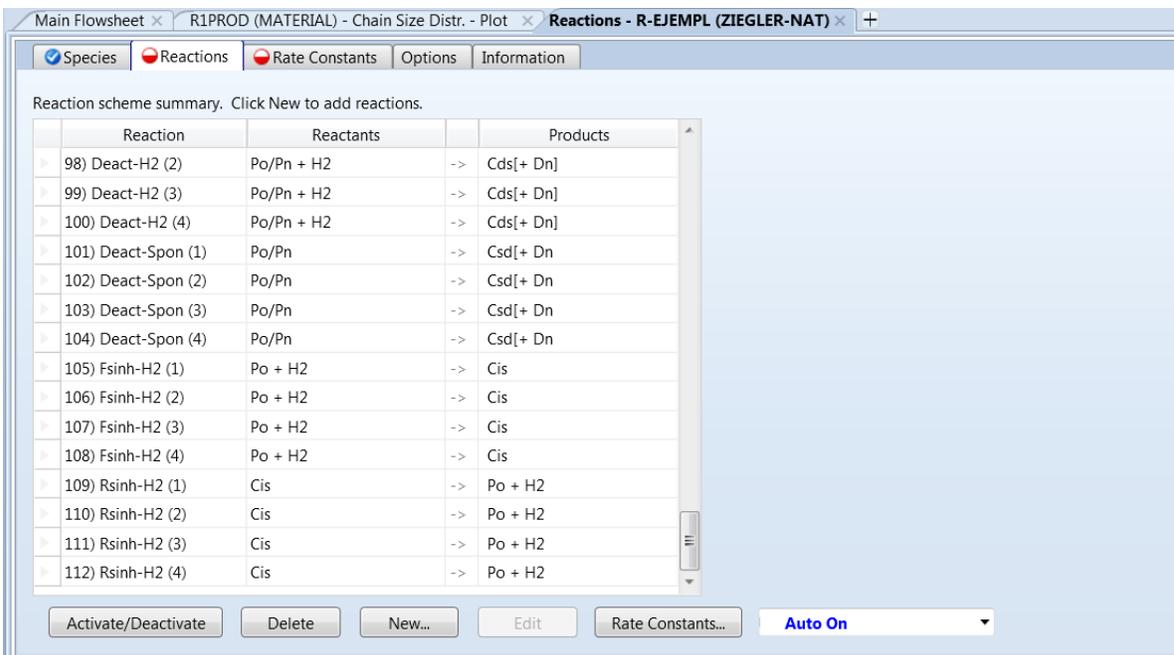 Main Flowsheet × R1PROD (MATERIAL) - Chain Size Distr. - Plot × Reactions - R-EJEMPL (ZIEGLER-NAT) × +
Species Reactions Rate Constants Options Information
Reaction scheme summary. Click New to add reactions.
Reaction Reactants Products
98) Deact-H2 (2) Po/Pn + H2 -> Cds[+ Dn]
99) Deact-H2 (3) Po/Pn + H2 -> Cds[+ Dn]
100) Deact-H2 (4) Po/Pn + H2 -> Cds[+ Dn]
101) Deact-Spon (1) Po/Pn -> Csd[+ Dn
102) Deact-Spon (2) Po/Pn -> Csd[+ Dn
103) Deact-Spon (3) Po/Pn -> Csd[+ Dn
104) Deact-Spon (4) Po/Pn -> Csd[+ Dn
105) Fsinh-H2 (1) Po + H2 -> Cis
106) Fsinh-H2 (2) Po + H2 -> Cis
107) Fsinh-H2 (3) Po + H2 -> Cis
108) Fsinh-H2 (4) Po + H2 -> Cis
109) Rsinh-H2 (1) Cis -> Po + H2
110) Rsinh-H2 (2) Cis -> Po + H2
111) Rsinh-H2 (3) Cis -> Po + H2
112) Rsinh-H2 (4) Cis -> Po + H2
Activate/Deactivate Delete New... Edit Rate Constants... Auto On